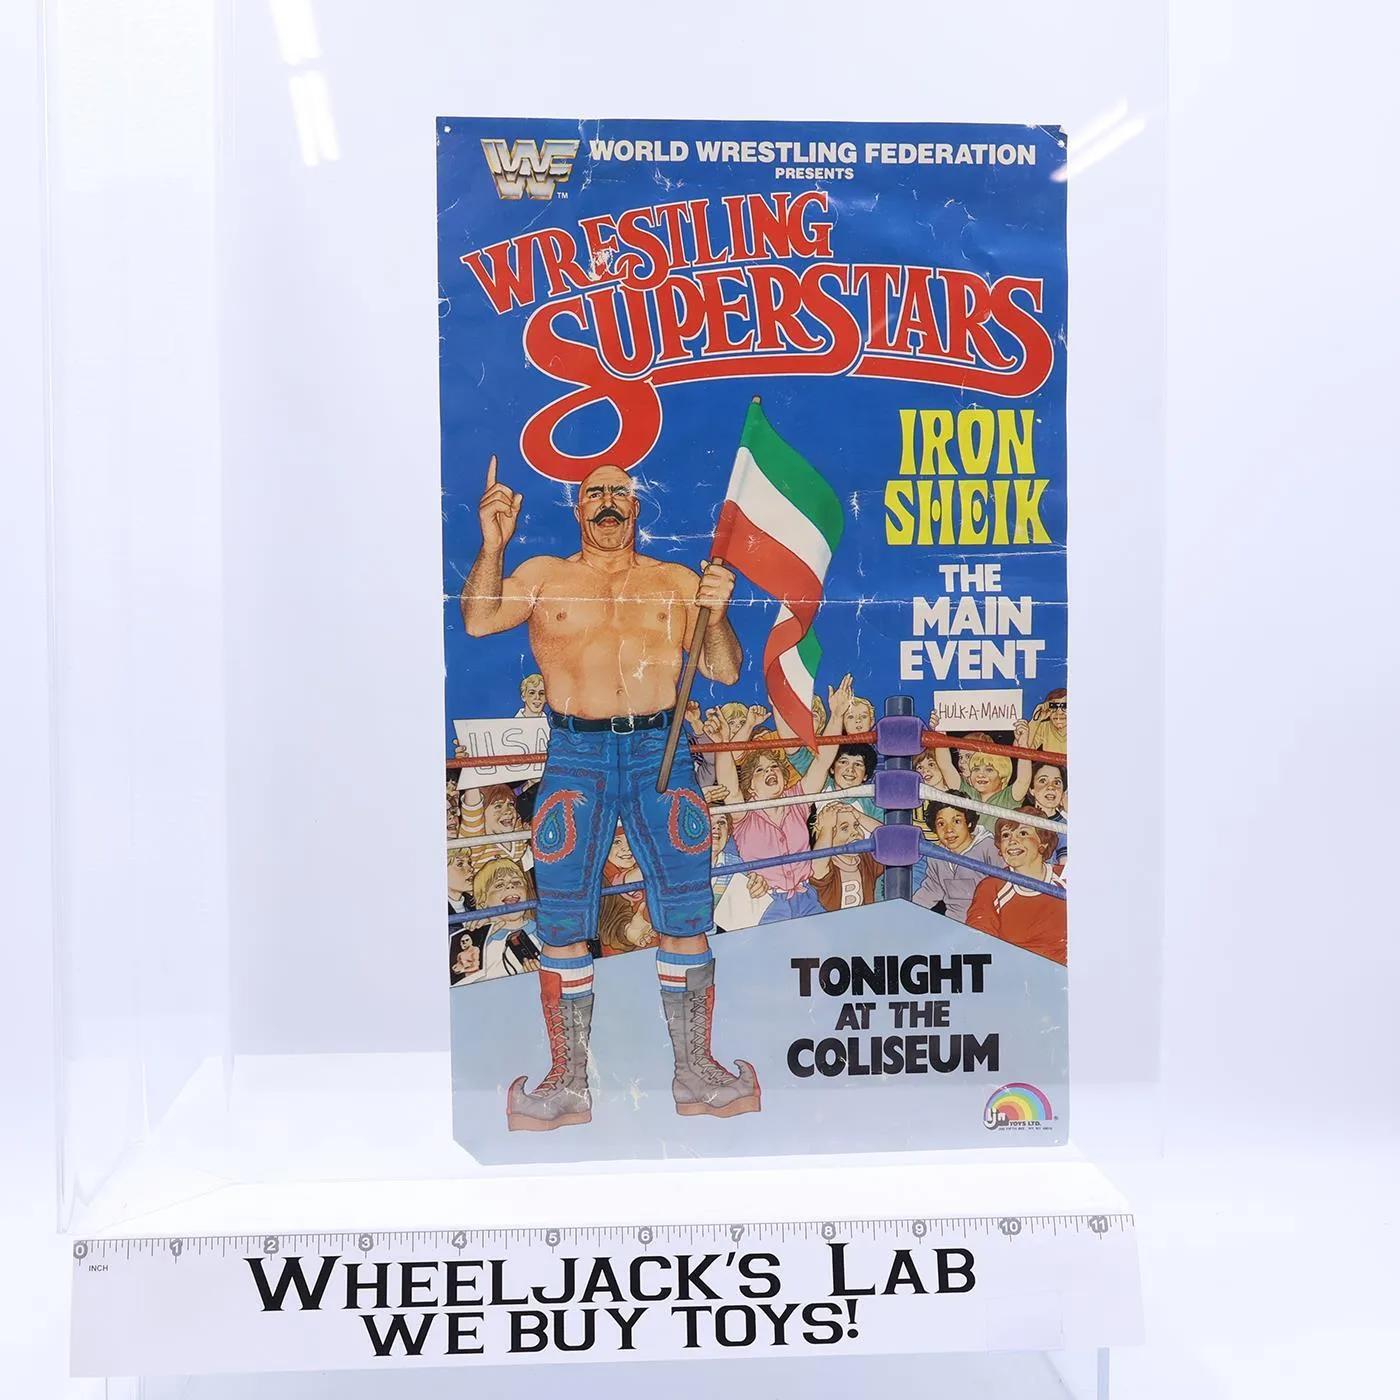 WF
TM
WORLD WRESTLING FEDERATION
PRESENTS
WRESTLING
SUPERSTARS
IRON
SHEIK
THE
MAIN
EVENT
HULK-A-MANIA
USA
B
TONIGHT
AT THE
COLISEUM
LJN TOYS LTD.
0 1 2 3 4 5 6 7 8 9 10 11
INCH
WHEELJACK'S LAB
WE BUY TOYS!